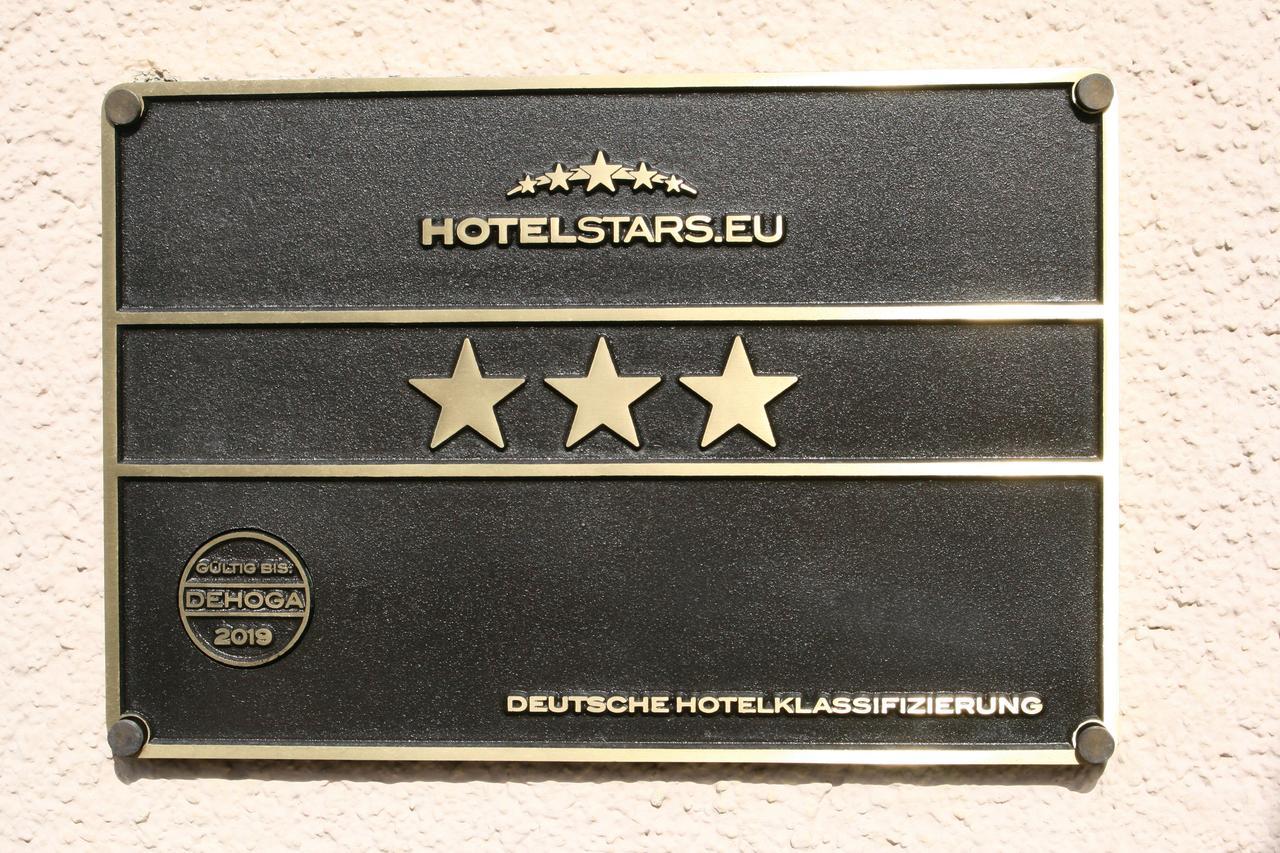 HOTELSTARS.EU
GÜLTIG BIS:
DEHOGA
2019
DEUTSCHE HOTELKLASSIFIZIERUNG